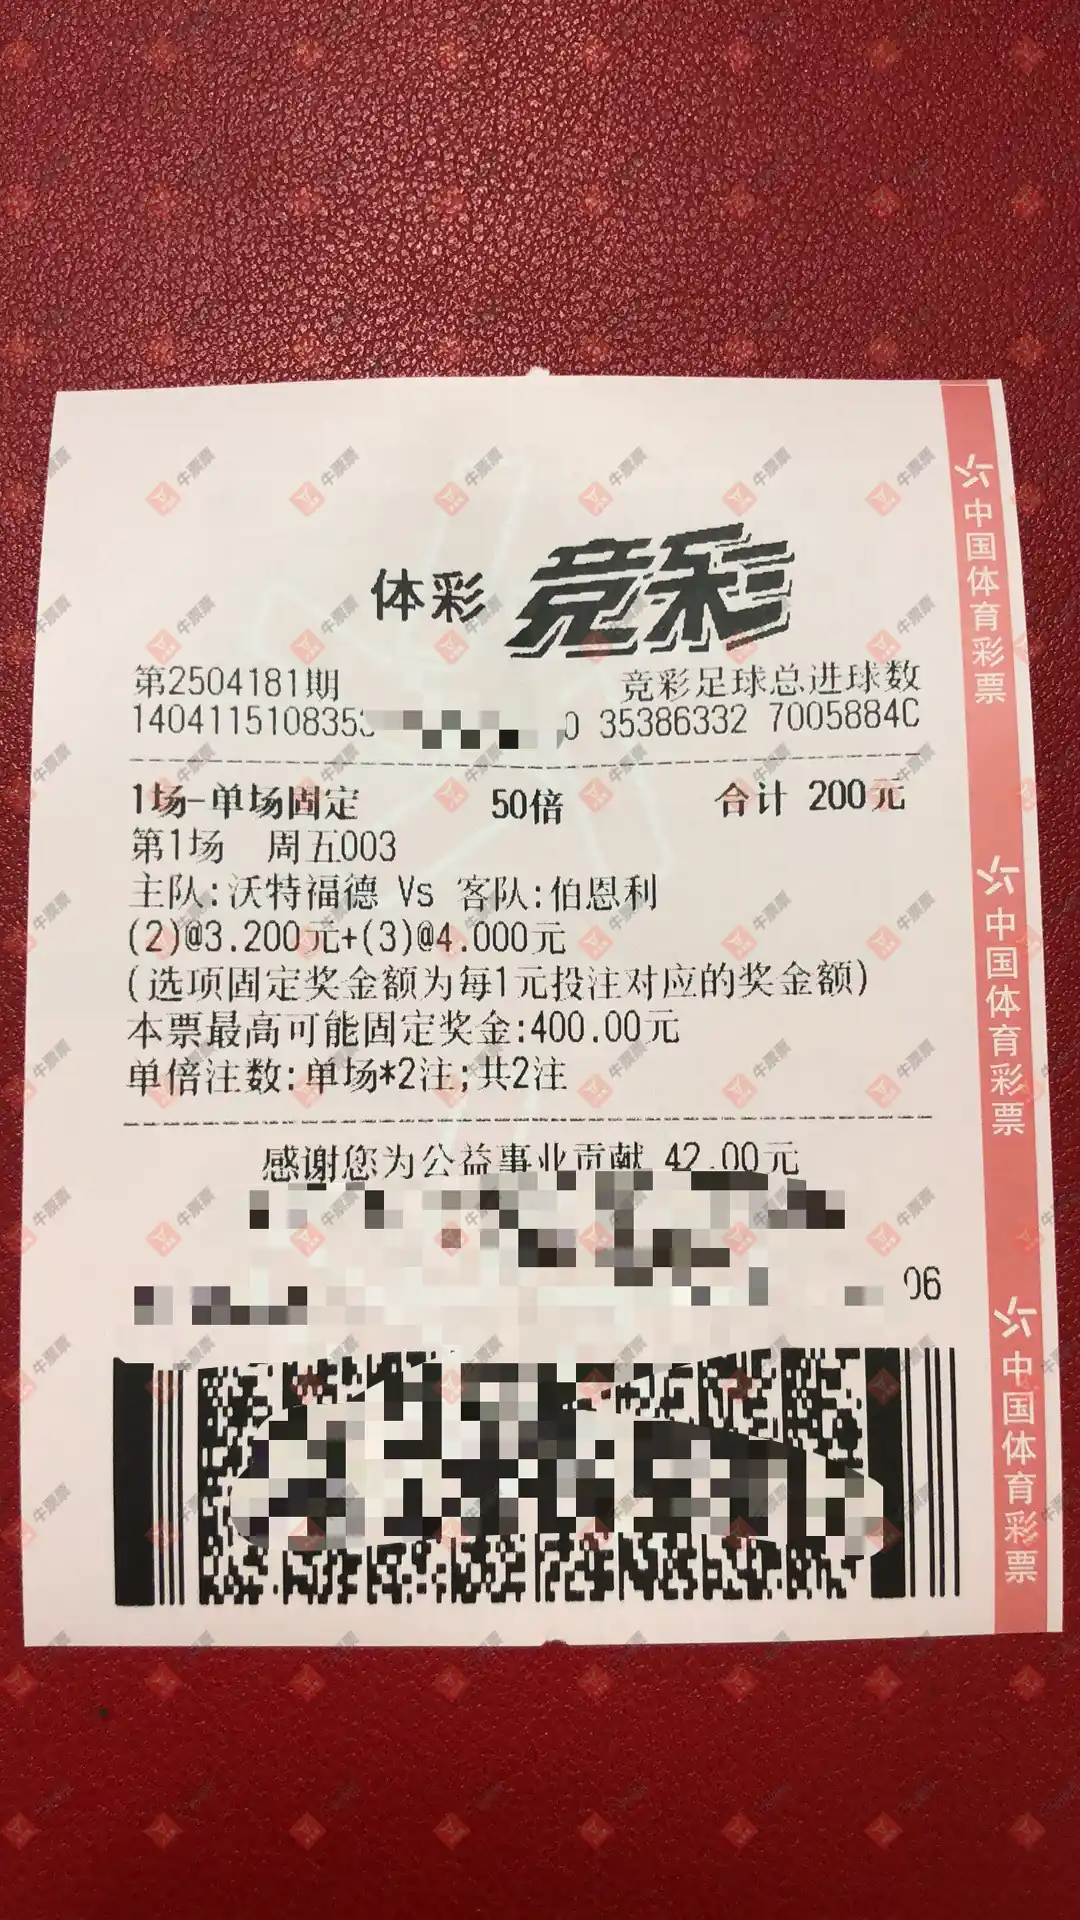 体彩 竞彩
第2504181期 竞彩足球总进球数
14041151083535 0 35386332 7005884C
1场-单场固定 50倍 合计 200元
第1场 周五003
主队:沃特福德 Vs 客队:伯恩利
(2)@3.200元+(3)@4.000元
(选项固定奖金额为每1元投注对应的奖金额)
本票最高可能固定奖金:400.00元
单倍注数:单场*2注;共2注
感谢您为公益事业贡献 42.00元
06
中国体育彩票
中国体育彩票
中国体育彩票
牛票票